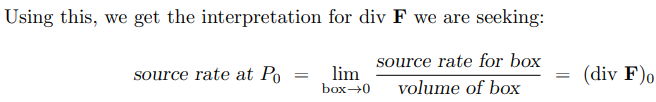 Using this, we get the interpretation for div F we are seeking:
source rate at P₀ = lim box→0 source rate for box / volume of box = (div F)₀